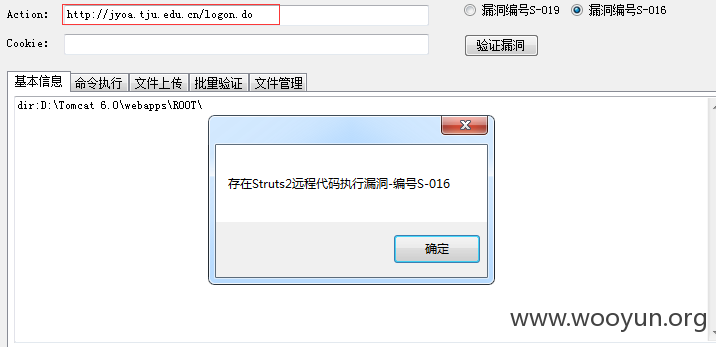 Action: http://jyoa.tju.edu.cn/logon.do 漏洞编号S-019 漏洞编号S-016
Cookie: 验证漏洞
基本信息 命令执行 文件上传 批量验证 文件管理
dir:D:\Tomcat 6.0\webapps\ROOT\
存在Struts2远程代码执行漏洞-编号S-016
确定
www.wooyun.org